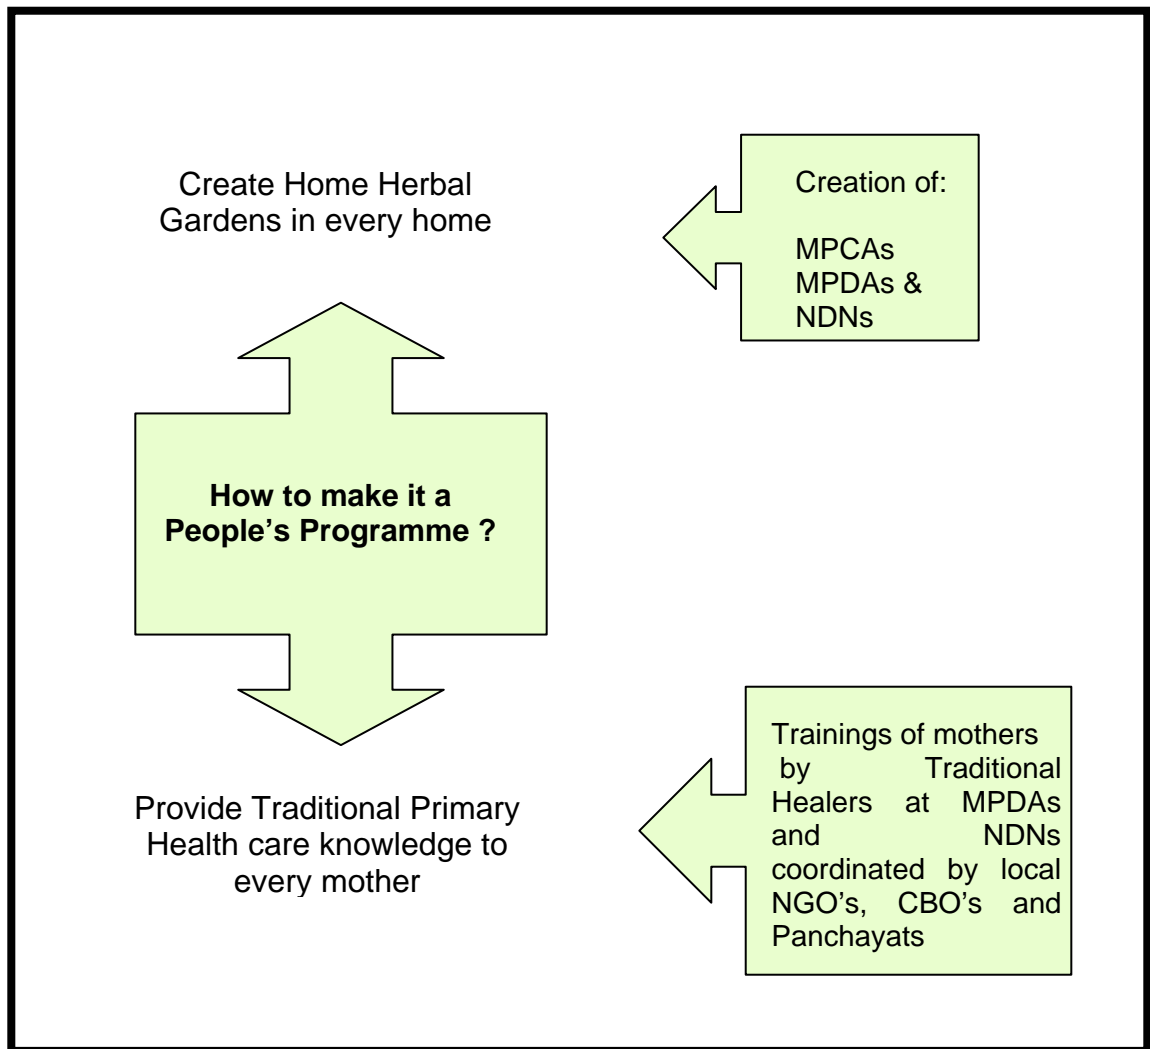 Create Home Herbal
Gardens in every home
Creation of:
MPCAs
MPDAs &
NDNs
How to make it a
People’s Programme ?
Provide Traditional Primary
Health care knowledge to
every mother
Trainings of mothers
by Traditional
Healers at MPDAs
and NDNs
coordinated by local
NGO’s, CBO’s and
Panchayats